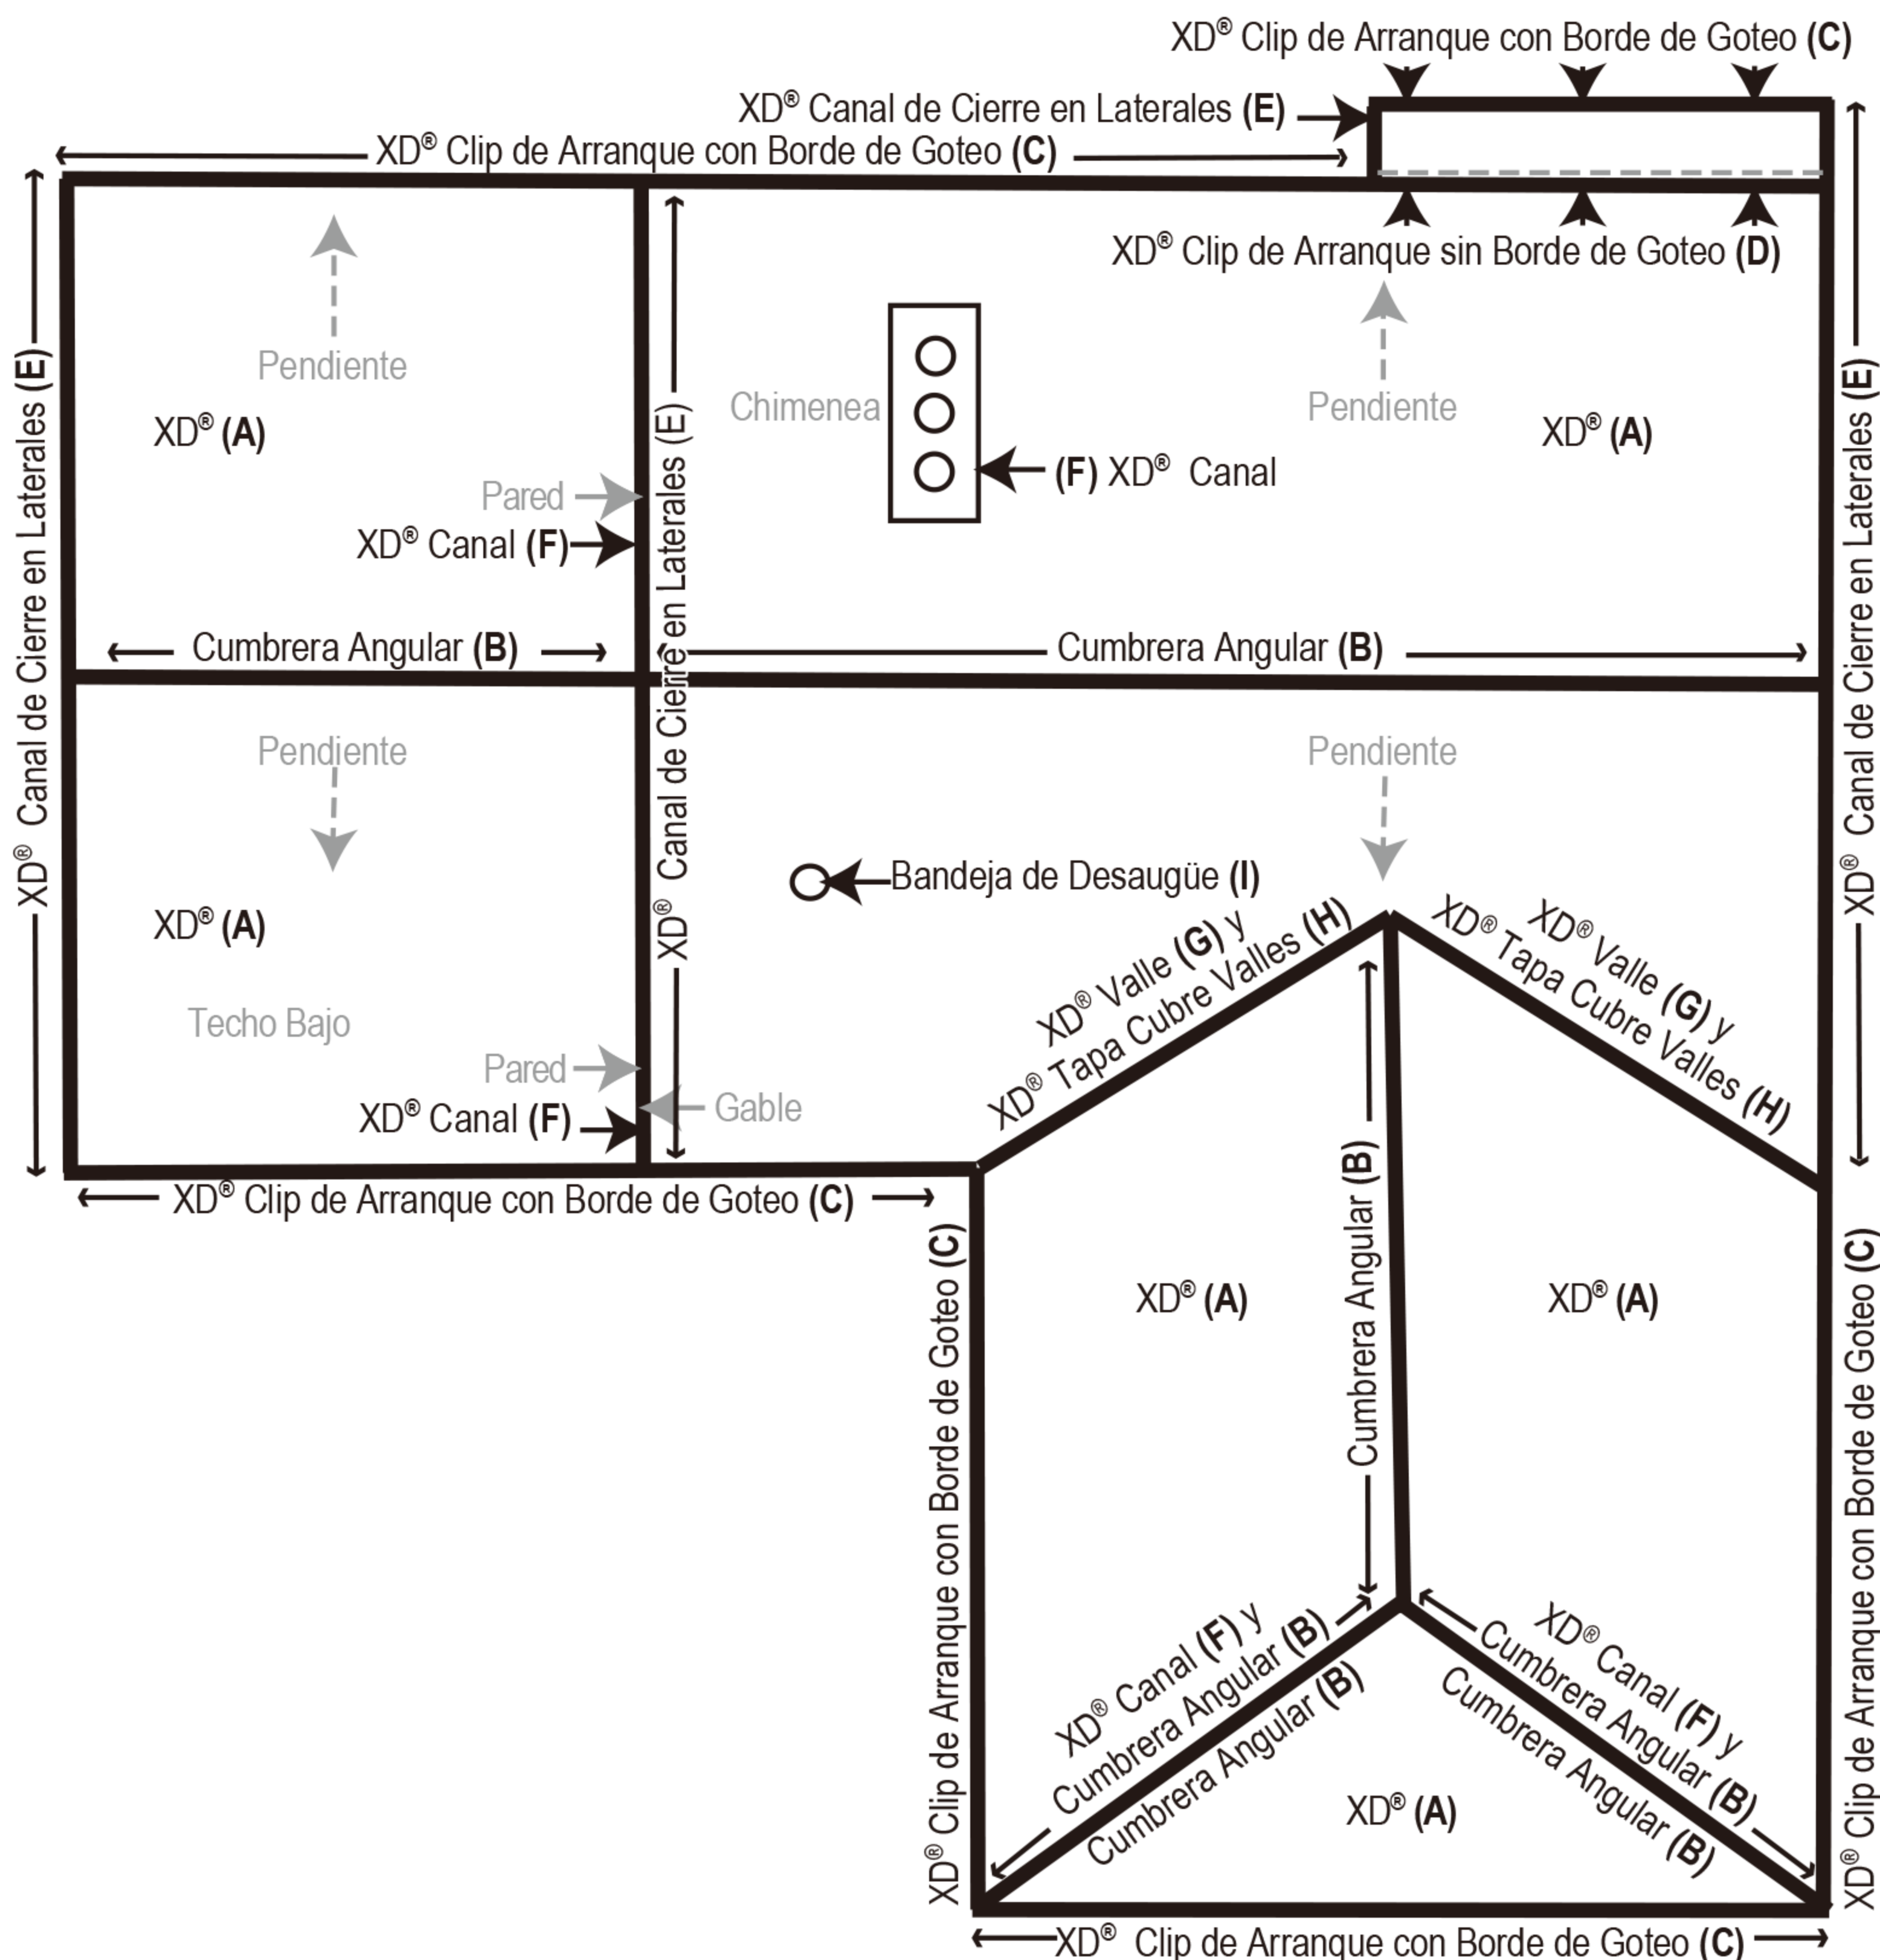 XD® Clip de Arranque con Borde de Goteo (C)
XD® Canal de Cierre en Laterales (E)
XD® Clip de Arranque con Borde de Goteo (C)
XD® Clip de Arranque sin Borde de Goteo (D)
XD® Canal de Cierre en Laterales (E)
Pendiente
XD® (A)
Pared
XD® Canal (F)
XD® Canal de Cierre en Laterales (E)
Chimenea
(F) XD® Canal
Pendiente
XD® (A)
XD® Canal de Cierre en Laterales (E)
Cumbrera Angular (B)
Cumbrera Angular (B)
Pendiente
XD® (A)
Techo Bajo
Pared
XD® Canal (F)
Gable
Pendiente
Bandeja de Desaugüe (I)
XD® Valle (G) y
XD® Tapa Cubre Valles (H)
XD® Valle (G) y
XD® Tapa Cubre Valles (H)
XD® Clip de Arranque con Borde de Goteo (C)
XD® Clip de Arranque con Borde de Goteo (C)
XD® (A)
Cumbrera Angular (B)
XD® (A)
XD® Clip de Arranque con Borde de Goteo (C)
XD® Canal (F) y
Cumbrera Angular (B)
Cumbrera Angular (B)
XD® Canal (F) y
Cumbrera Angular (B)
Cumbrera Angular (B)
XD® (A)
XD® Clip de Arranque con Borde de Goteo (C)